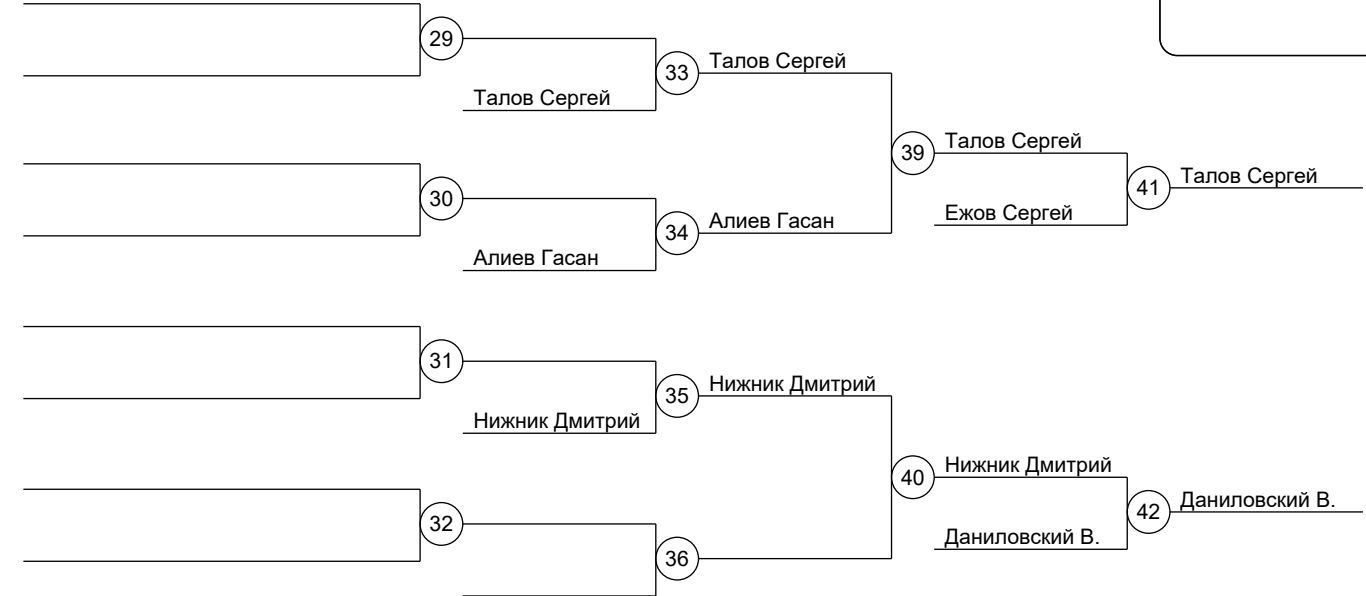 29
33
Талов Сергей
Талов Сергей
39
Талов Сергей
41
Талов Сергей
Ежов Сергей
30
34
Алиев Гасан
Алиев Гасан
31
35
Нижник Дмитрий
Нижник Дмитрий
40
Нижник Дмитрий
42
Даниловский В.
Даниловский В.
32
36